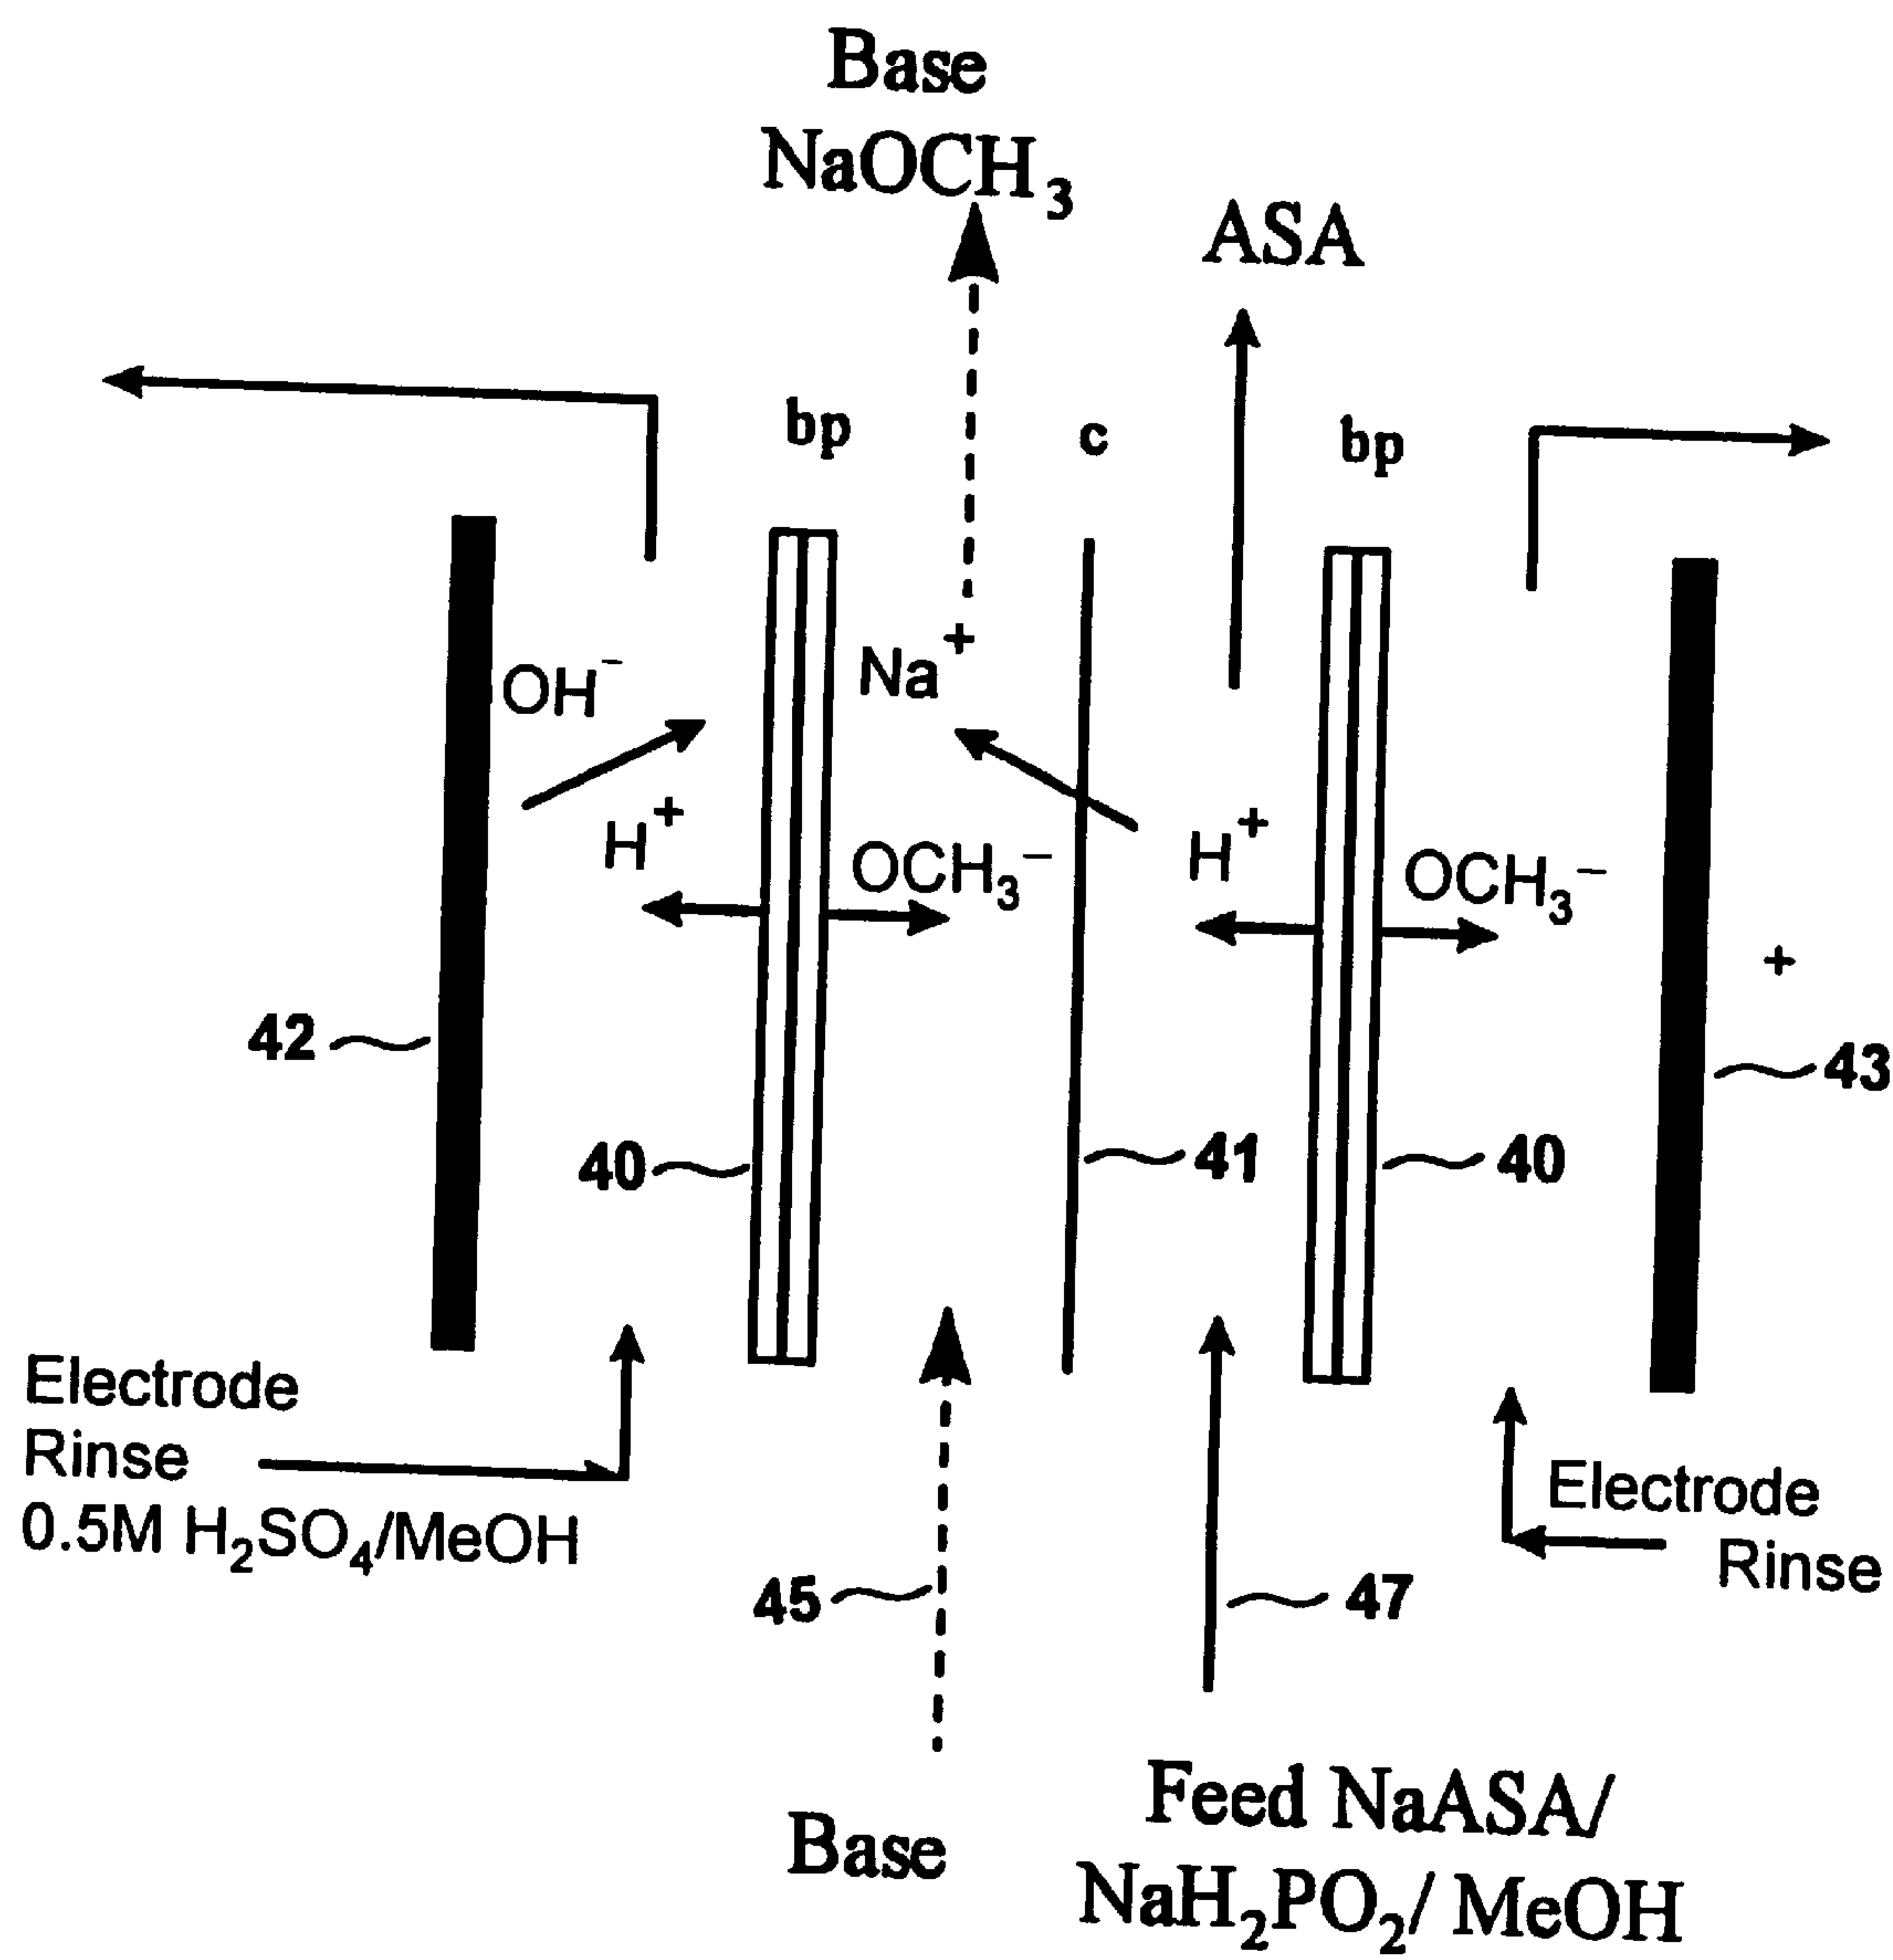 Base
NaOCH₃
ASA
bp
c
bp
Na⁺
OH⁻
H⁺
OCH₃⁻
H⁺
OCH₃⁻
+
42
43
40
41
40
Electrode
Rinse
0.5M H₂SO₄/MeOH
Electrode
Rinse
45
47
Base
Feed NaASA/
NaH₂PO₂/ MeOH